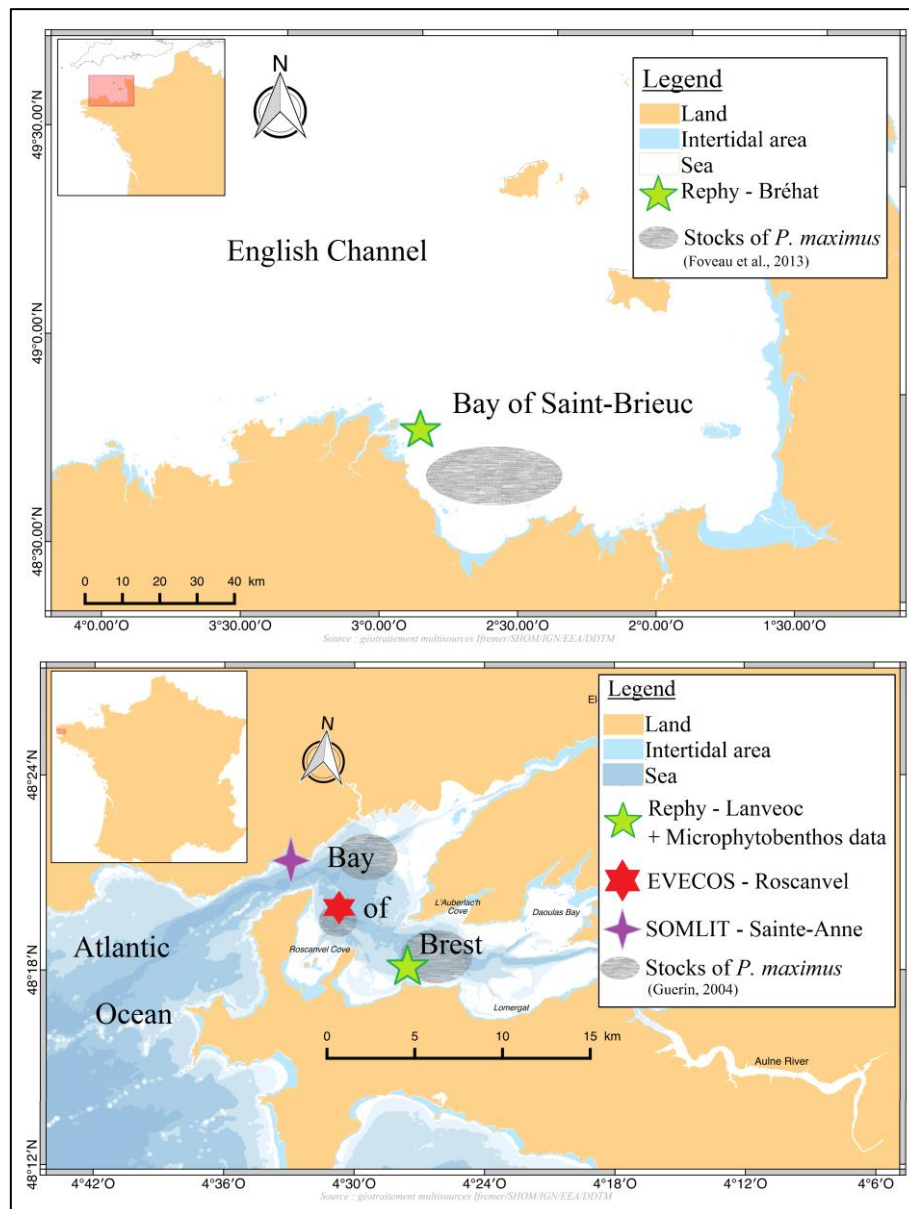 N
Legend
Land
Intertidal area
Sea
Rephy - Bréhat
Stocks of P. maximus
(Foveau et al., 2013)
English Channel
Bay of Saint-Brieuc
49°30.00'N
49°0.00'N
48°30.00'N
0 10 20 30 40 km
4°0.00'O 3°30.00'O 3°0.00'O 2°30.00'O 2°0.00'O 1°30.00'O
Source : géotraitement multisources Ifremer/SHOM/IGN/EEA/DDTM
N
Legend
Land
Intertidal area
Sea
Rephy - Lanveoc
+ Microphytobenthos data
EVECOS - Roscanvel
SOMLIT - Sainte-Anne
Stocks of P. maximus
(Guerin, 2004)
El
Bay
of
Brest
L'Auberlac'h
Cove
Daoulas Bay
Roscanvel Cove
Lomergat
Aulne River
Atlantic
Ocean
48°24'N
48°18'N
48°12'N
0 5 10 15 km
4°42'O 4°36'O 4°30'O 4°24'O 4°18'O 4°12'O 4°6'O
Source : géotraitement multisources Ifremer/SHOM/IGN/EEA/DDTM